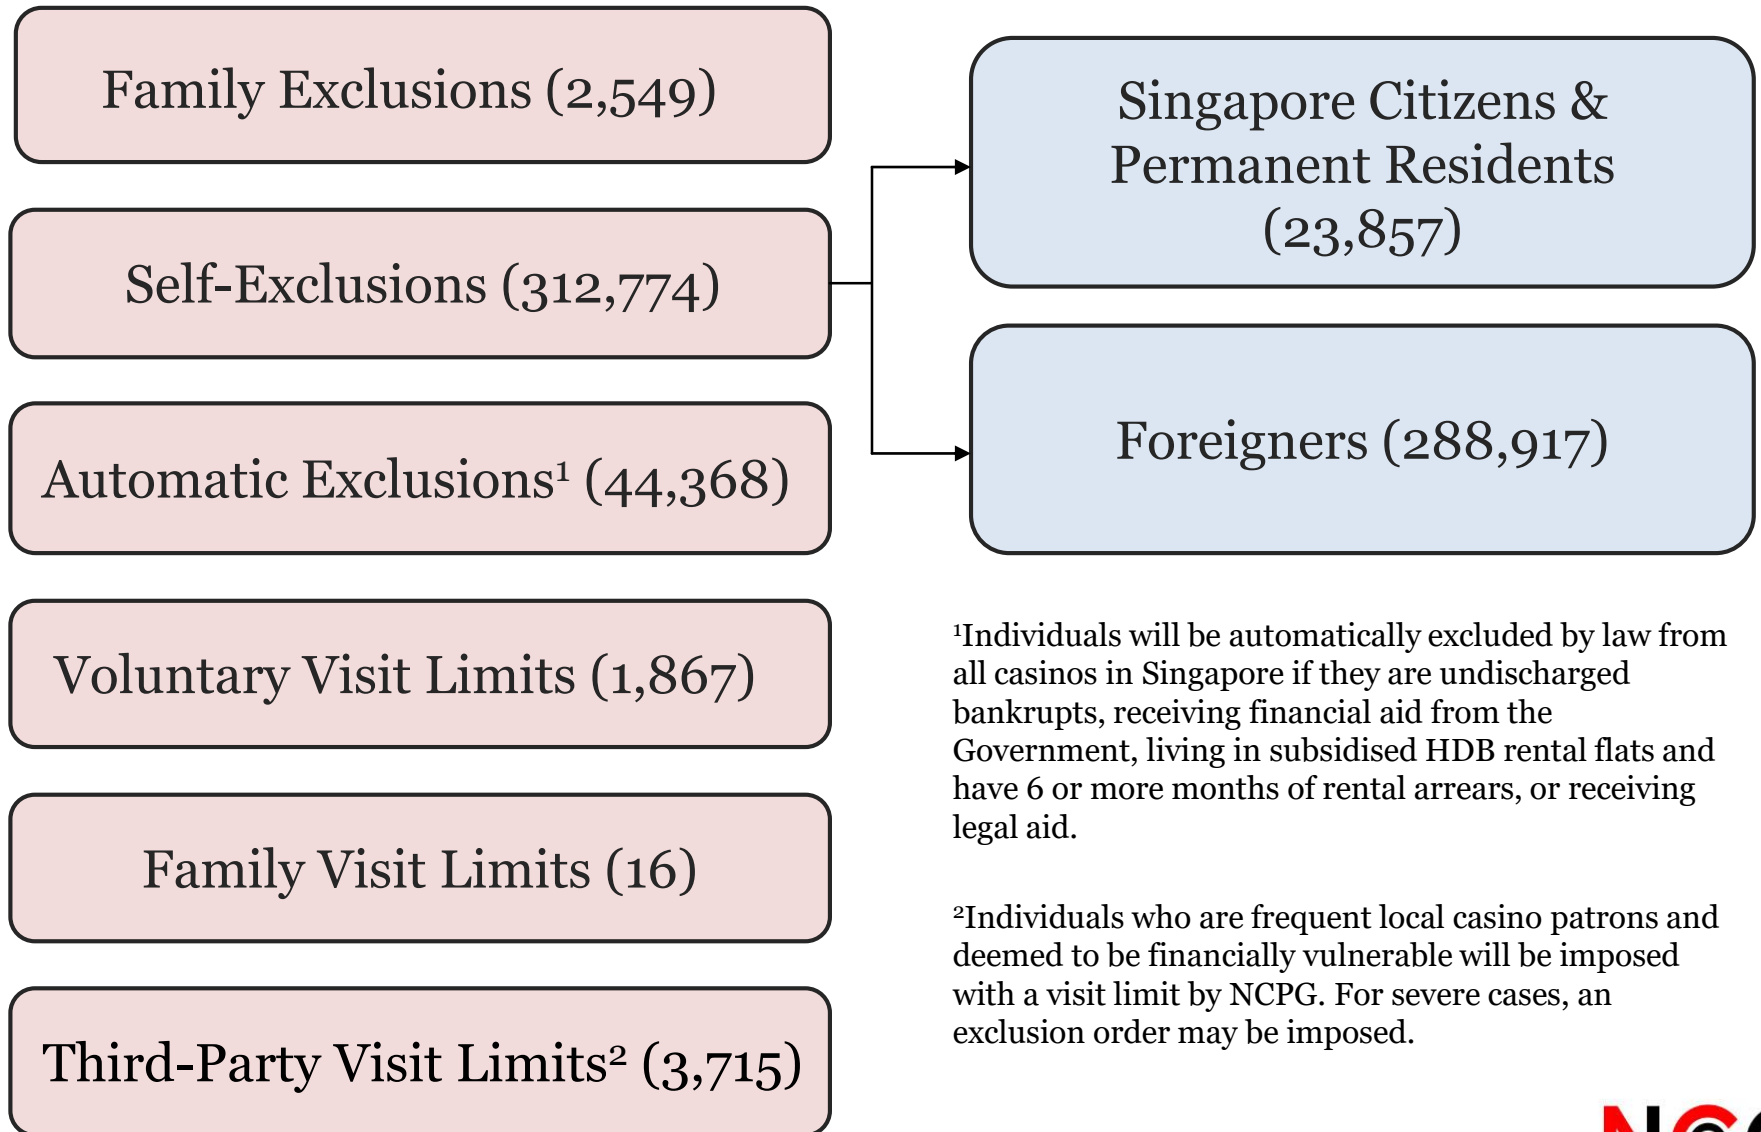 Family Exclusions (2,549)
Self-Exclusions (312,774)
Automatic Exclusions¹ (44,368)
Voluntary Visit Limits (1,867)
Family Visit Limits (16)
Third-Party Visit Limits² (3,715)
Singapore Citizens &
Permanent Residents
(23,857)
Foreigners (288,917)
¹Individuals will be automatically excluded by law from
all casinos in Singapore if they are undischarged
bankrupts, receiving financial aid from the
Government, living in subsidised HDB rental flats and
have 6 or more months of rental arrears, or receiving
legal aid.
²Individuals who are frequent local casino patrons and
deemed to be financially vulnerable will be imposed
with a visit limit by NCPG. For severe cases, an
exclusion order may be imposed.